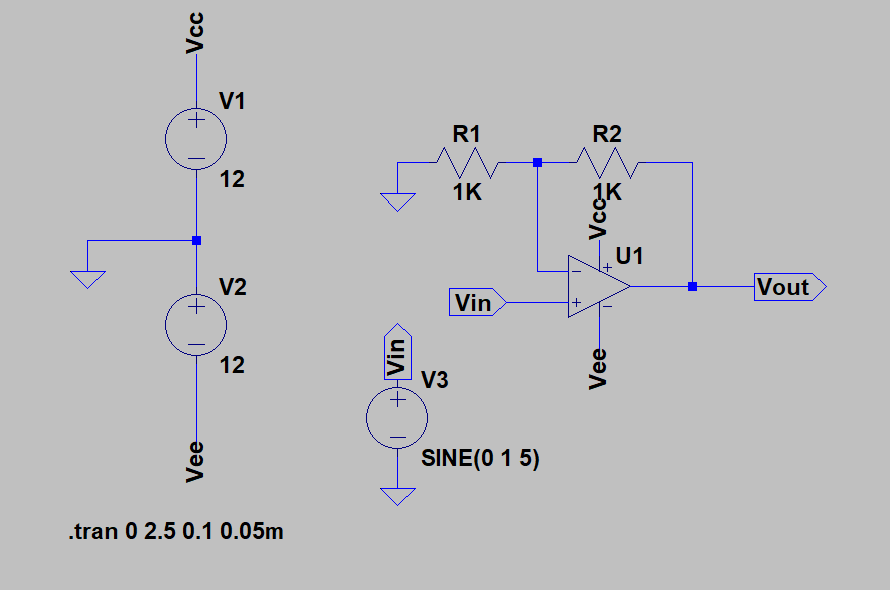 Vcc
V1
+
−
12
V2
+
−
12
Vee
R1
1K
R2
1K
Vcc
U1
+
−
+
−
Vin
Vout
Vee
Vin
V3
+
−
SINE(0 1 5)
.tran 0 2.5 0.1 0.05m